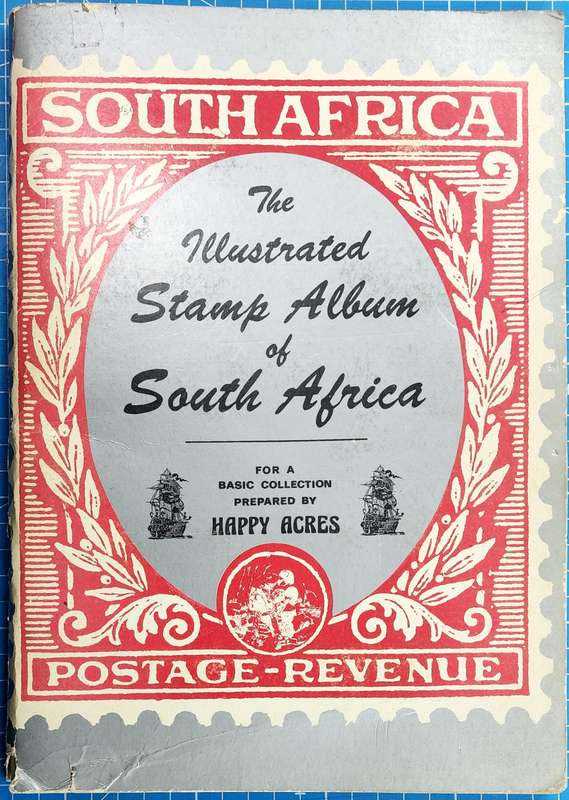 SOUTH AFRICA
The
Illustrated
Stamp Album
of
South Africa
FOR A
BASIC COLLECTION
PREPARED BY
HAPPY ACRES
POSTAGE-REVENUE